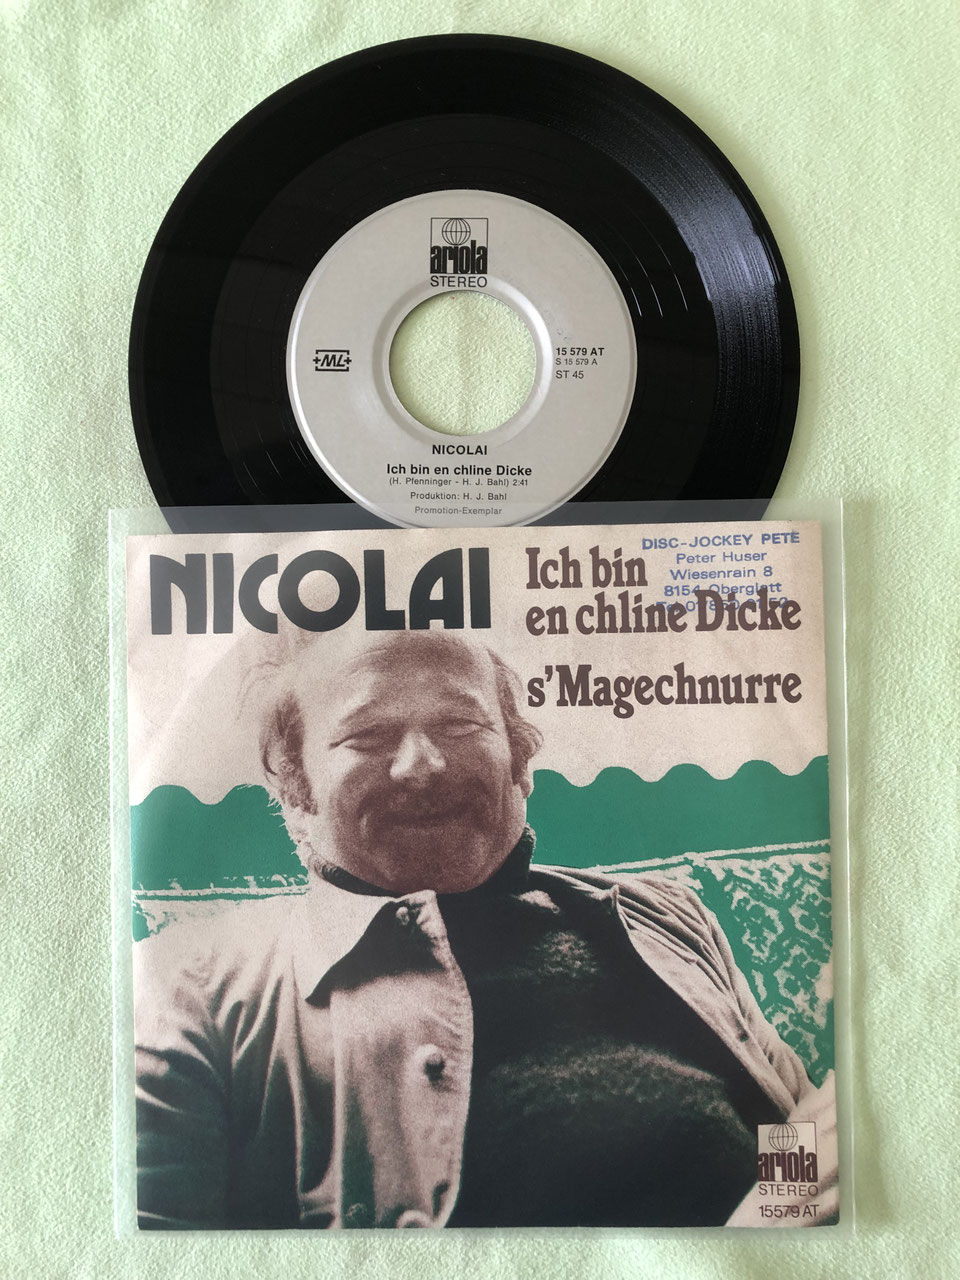 ariola
STEREO
+ML+
15 579 AT
S 15 579 A
ST 45
NICOLAI
Ich bin en chline Dicke
(H. Pfenninger - H. J. Bahl) 2:41
Produktion: H. J. Bahl
Promotion-Exemplar
NICOLAI
Ich bin
en chline Dicke
s'Magechnurre
DISC-JOCKEY PETE
Peter Huser
Wiesenrain 8
8154 Oberglatt
ariola
STEREO
15579 AT